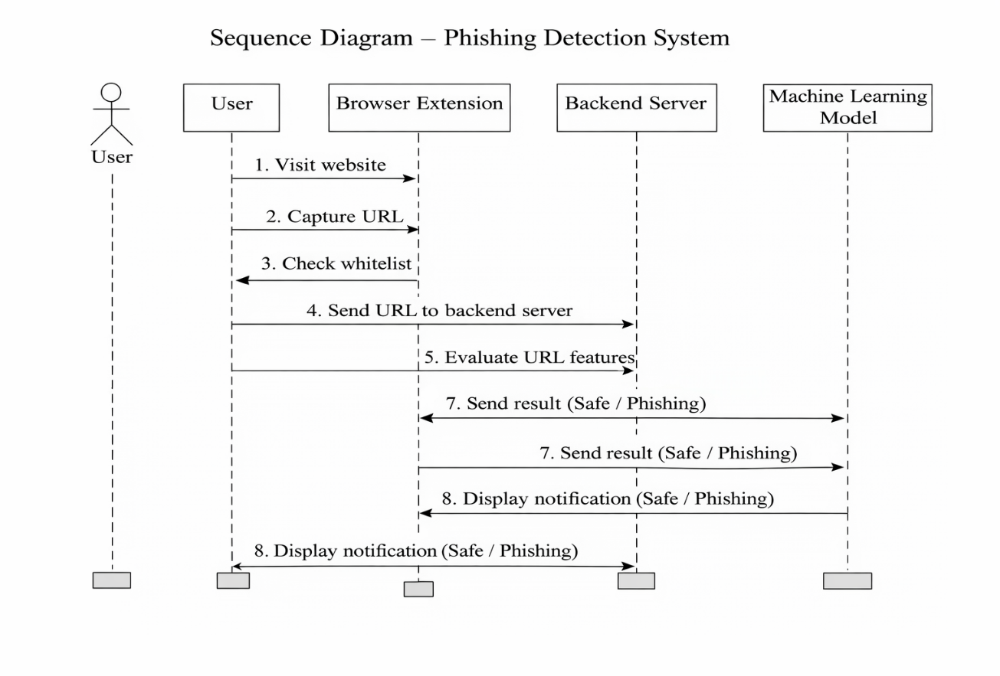 Sequence Diagram – Phishing Detection System
User
User
Browser Extension
Backend Server
Machine Learning
Model
1. Visit website
2. Capture URL
3. Check whitelist
4. Send URL to backend server
5. Evaluate URL features
7. Send result (Safe / Phishing)
7. Send result (Safe / Phishing)
8. Display notification (Safe / Phishing)
8. Display notification (Safe / Phishing)